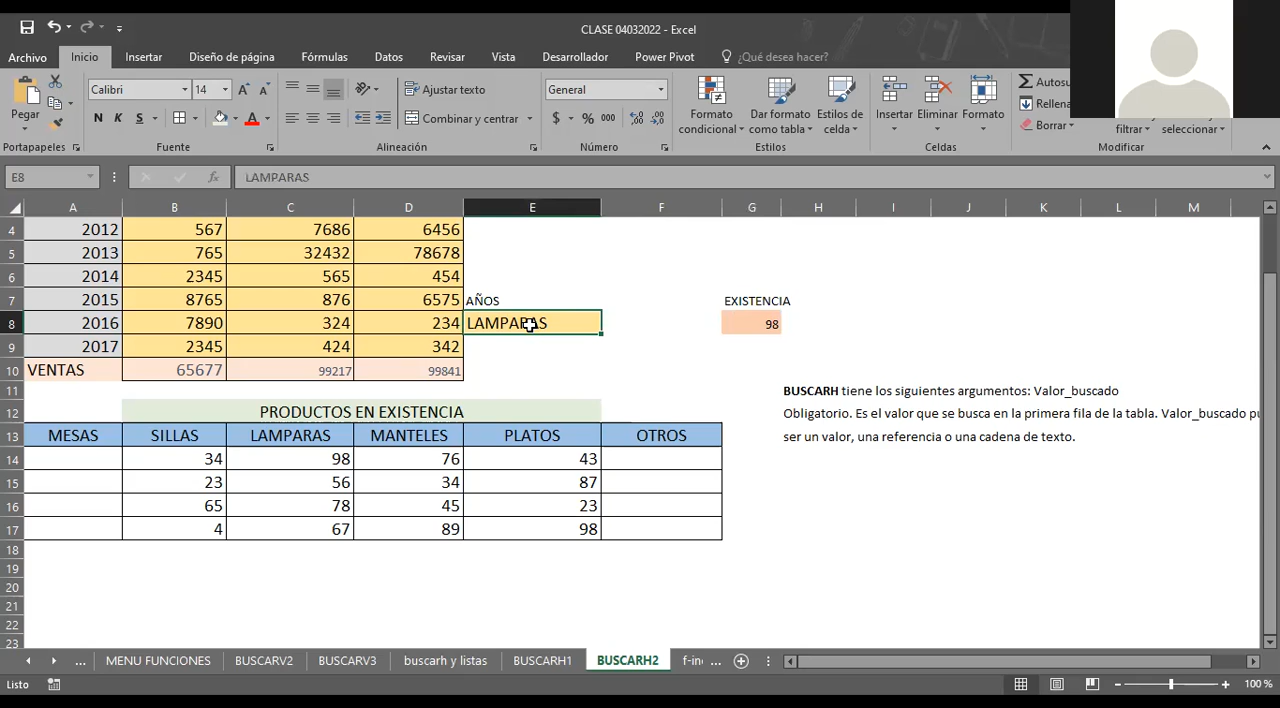 CLASE 04032022 - Excel
Archivo Inicio Insertar Diseño de página Fórmulas Datos Revisar Vista Desarrollador Power Pivot ¿Qué desea hacer?
Pegar
Calibri 14
N K S A
Ajustar texto
Combinar y centrar
General
$ % 000
Formato condicional
Dar formato como tabla
Estilos de celda
Insertar Eliminar Formato
Autosu
Rellena
Borrar
filtrar
seleccionar
Portapapeles Fuente Alineación Número Estilos Celdas Modificar
E8 fx LAMPARAS
A B C D E F G H I J K L M
4 2012 567 7686 6456
5 2013 765 32432 78678
6 2014 2345 565 454
7 2015 8765 876 6575 AÑOS EXISTENCIA
8 2016 7890 324 234 LAMPARAS 98
9 2017 2345 424 342
10 VENTAS 65677 99217 99841
11 BUSCARH tiene los siguientes argumentos: Valor_buscado
12 PRODUCTOS EN EXISTENCIA Obligatorio. Es el valor que se busca en la primera fila de la tabla. Valor_buscado pu
13 MESAS SILLAS LAMPARAS MANTELES PLATOS OTROS ser un valor, una referencia o una cadena de texto.
14 34 98 76 43
15 23 56 34 87
16 65 78 45 23
17 4 67 89 98
18
19
20
21
22
23
... MENU FUNCIONES BUSCARV2 BUSCARV3 buscarh y listas BUSCARH1 BUSCARH2 f-in ...
Listo 100 %